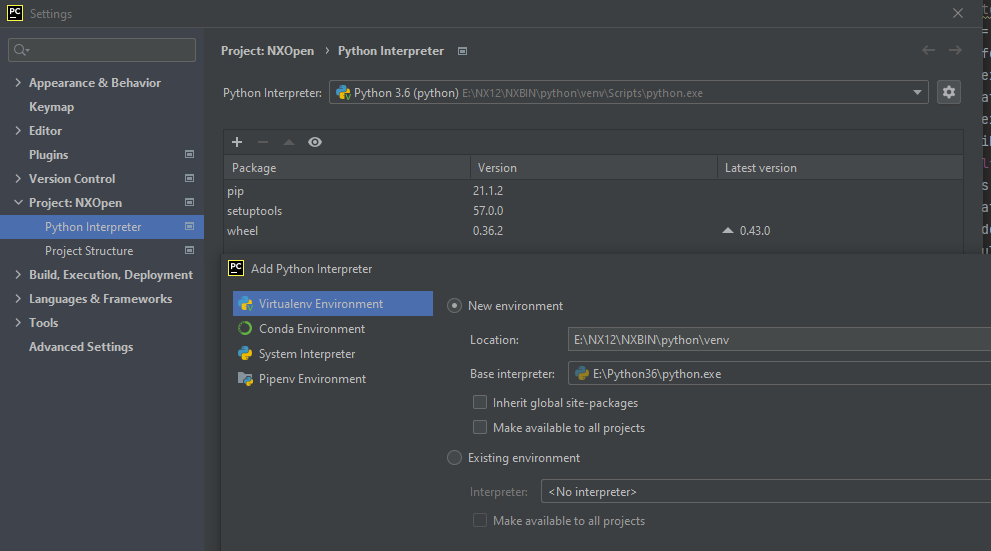 PC Settings
Project: NXOpen › Python Interpreter
Appearance & Behavior
Keymap
Editor
Plugins
Version Control
Project: NXOpen
Python Interpreter
Project Structure
Build, Execution, Deployment
Languages & Frameworks
Tools
Advanced Settings
Python Interpreter: Python 3.6 (python) E:\NX12\NXBIN\python\venv\Scripts\python.exe
Package Version Latest version
pip 21.1.2
setuptools 57.0.0
wheel 0.36.2 0.43.0
PC Add Python Interpreter
Virtualenv Environment
Conda Environment
System Interpreter
Pipenv Environment
New environment
Location: E:\NX12\NXBIN\python\venv
Base interpreter: E:\Python36\python.exe
Inherit global site-packages
Make available to all projects
Existing environment
Interpreter: <No interpreter>
Make available to all projects